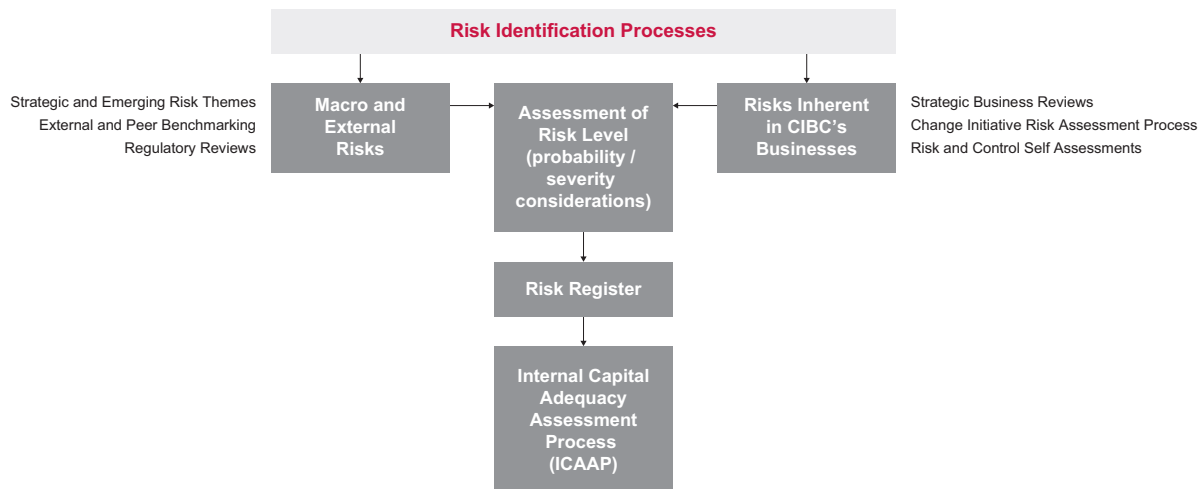 Risk Identification Processes
Strategic and Emerging Risk Themes
External and Peer Benchmarking
Regulatory Reviews
Macro and
External
Risks
Assessment of
Risk Level
(probability /
severity
considerations)
Risks Inherent
in CIBC's
Businesses
Strategic Business Reviews
Change Initiative Risk Assessment Process
Risk and Control Self Assessments
Risk Register
Internal Capital
Adequacy
Assessment
Process
(ICAAP)